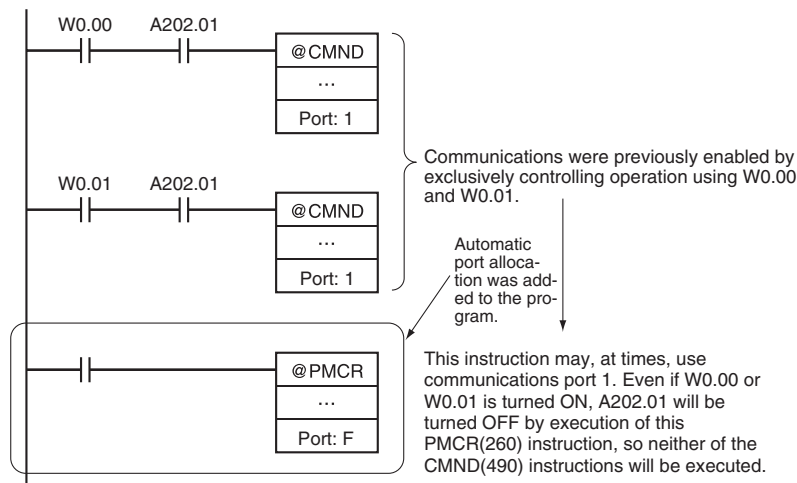 W0.00 A202.01
@CMND
...
Port: 1
W0.01 A202.01
@CMND
...
Port: 1
Communications were previously enabled by
exclusively controlling operation using W0.00
and W0.01.
Automatic
port alloca-
tion was add-
ed to the pro-
gram.
@PMCR
...
Port: F
This instruction may, at times, use
communications port 1. Even if W0.00 or
W0.01 is turned ON, A202.01 will be
turned OFF by execution of this
PMCR(260) instruction, so neither of the
CMND(490) instructions will be executed.